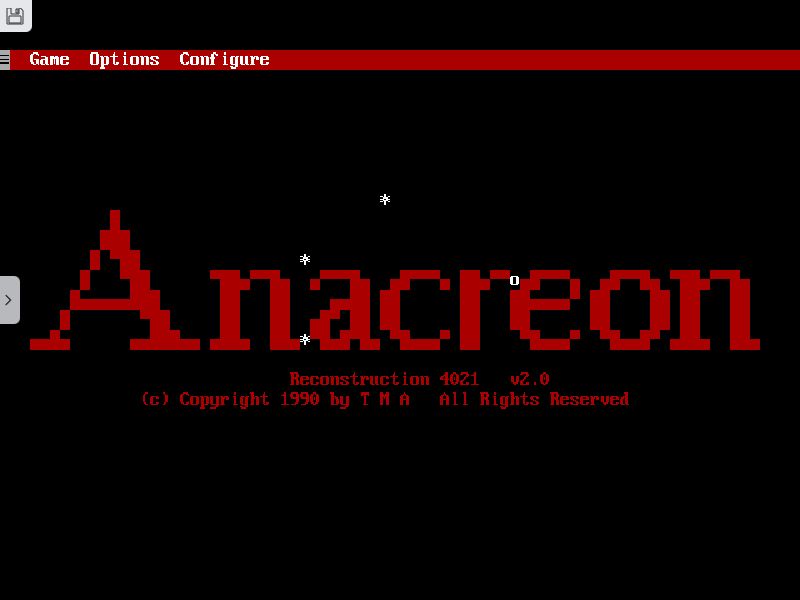 Game Options Configure
Anacreon
Reconstruction 4021 v2.0
(c) Copyright 1990 by T M A All Rights Reserved